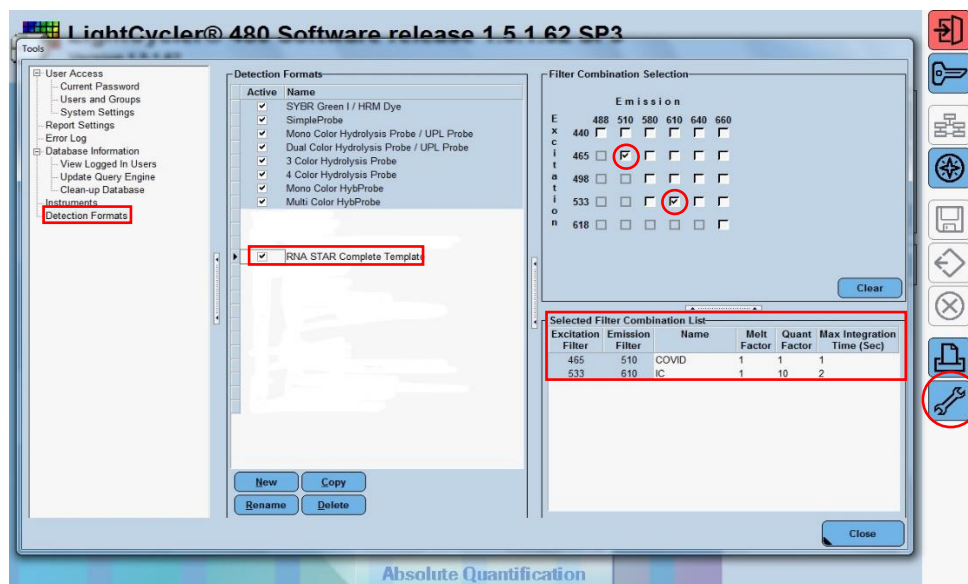 LightCycler® 480 Software release 1.5.1.62 SP3
Tools
User Access
Current Password
Users and Groups
System Settings
Report Settings
Error Log
Database Information
View Logged In Users
Update Query Engine
Clean-up Database
Instruments
Detection Formats
Detection Formats
Active Name
SYBR Green I / HRM Dye
SimpleProbe
Mono Color Hydrolysis Probe / UPL Probe
Dual Color Hydrolysis Probe / UPL Probe
3 Color Hydrolysis Probe
4 Color Hydrolysis Probe
Mono Color HybProbe
Multi Color HybProbe
RNA STAR Complete Template
New Copy
Rename Delete
Filter Combination Selection
Emission
488 510 580 610 640 660
Excitation
440
465
498
533
618
Clear
Selected Filter Combination List
Excitation Filter Emission Filter Name Melt Factor Quant Factor Max Integration Time (Sec)
465 510 COVID 1 1 1
533 610 IC 1 10 2
Close
Absolute Quantification